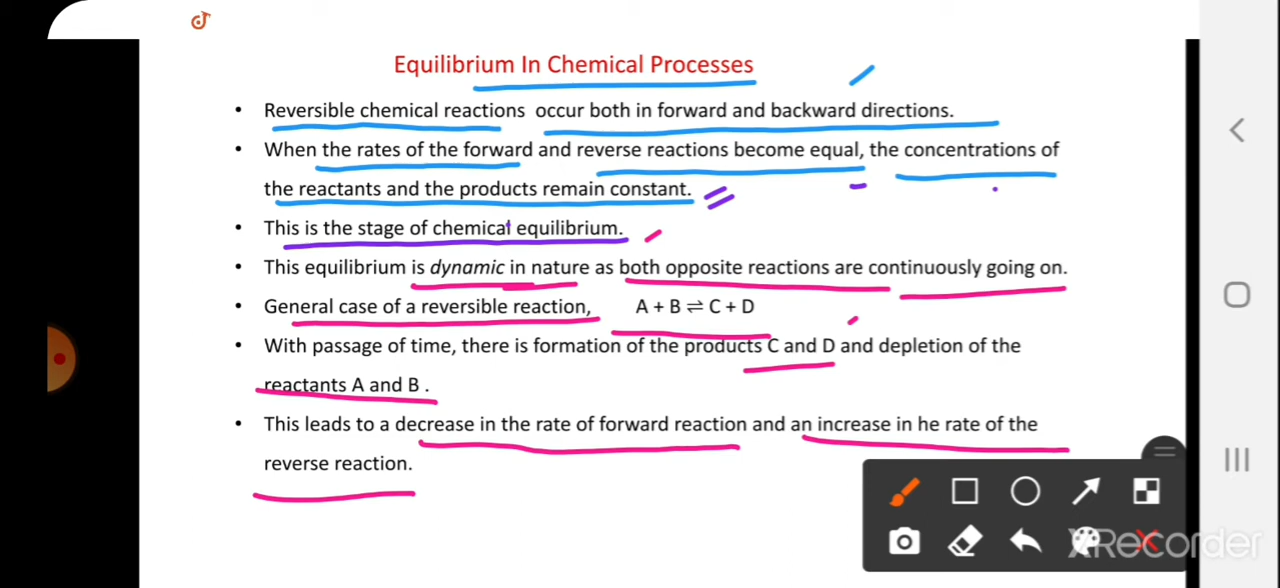 Equilibrium In Chemical Processes
• Reversible chemical reactions occur both in forward and backward directions.
• When the rates of the forward and reverse reactions become equal, the concentrations of
the reactants and the products remain constant.
• This is the stage of chemical equilibrium.
• This equilibrium is dynamic in nature as both opposite reactions are continuously going on.
• General case of a reversible reaction, A + B ⇌ C + D
• With passage of time, there is formation of the products C and D and depletion of the
reactants A and B .
• This leads to a decrease in the rate of forward reaction and an increase in he rate of the
reverse reaction.
XRecorder